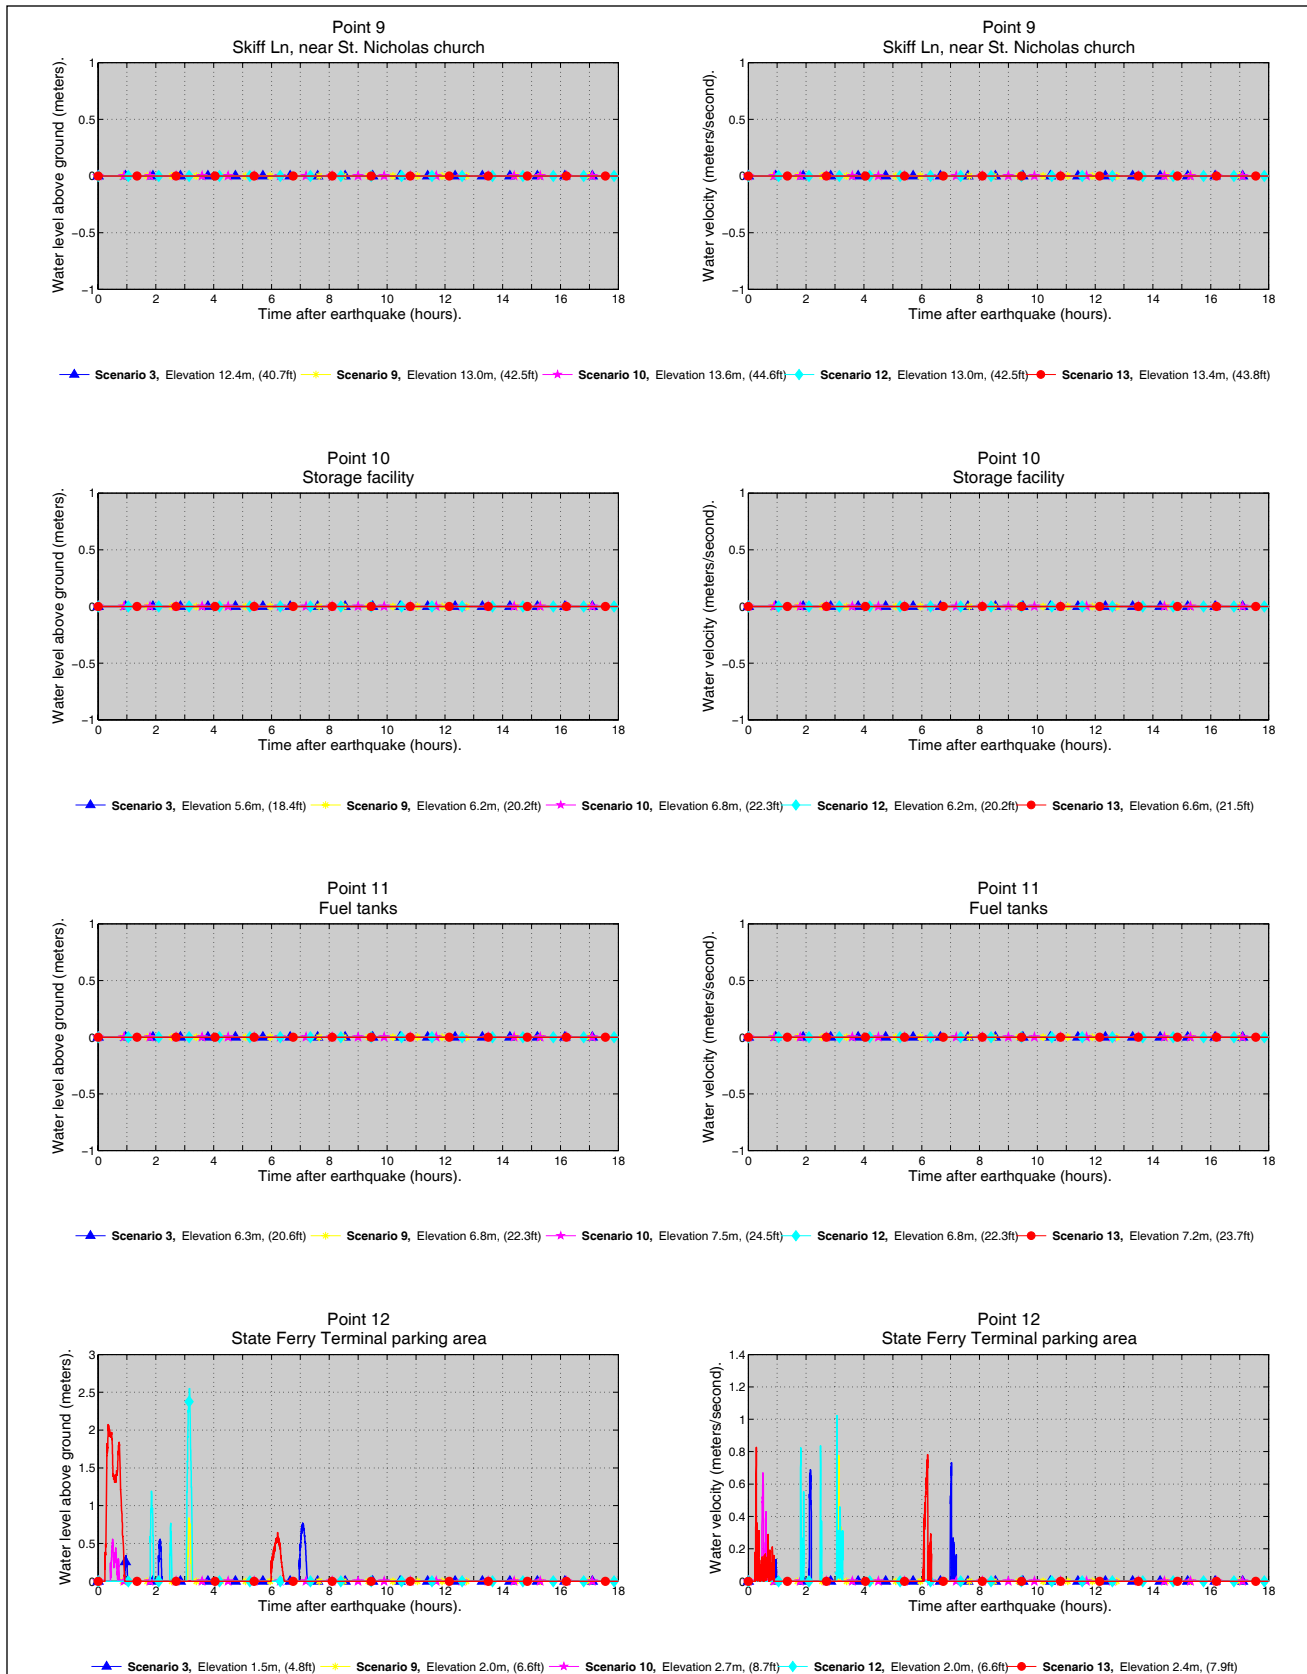 Point 9
Skiff Ln, near St. Nicholas church
Water level above ground (meters).
1
0.5
0
−0.5
−1
0 2 4 6 8 10 12 14 16 18
Time after earthquake (hours).
Point 9
Skiff Ln, near St. Nicholas church
Water velocity (meters/second).
1
0.5
0
−0.5
−1
0 2 4 6 8 10 12 14 16 18
Time after earthquake (hours).
Scenario 3, Elevation 12.4m, (40.7ft) Scenario 9, Elevation 13.0m, (42.5ft) Scenario 10, Elevation 13.6m, (44.6ft) Scenario 12, Elevation 13.0m, (42.5ft) Scenario 13, Elevation 13.4m, (43.8ft)
Point 10
Storage facility
Water level above ground (meters).
1
0.5
0
−0.5
−1
0 2 4 6 8 10 12 14 16 18
Time after earthquake (hours).
Point 10
Storage facility
Water velocity (meters/second).
1
0.5
0
−0.5
−1
0 2 4 6 8 10 12 14 16 18
Time after earthquake (hours).
Scenario 3, Elevation 5.6m, (18.4ft) Scenario 9, Elevation 6.2m, (20.2ft) Scenario 10, Elevation 6.8m, (22.3ft) Scenario 12, Elevation 6.2m, (20.2ft) Scenario 13, Elevation 6.6m, (21.5ft)
Point 11
Fuel tanks
Water level above ground (meters).
1
0.5
0
−0.5
−1
0 2 4 6 8 10 12 14 16 18
Time after earthquake (hours).
Point 11
Fuel tanks
Water velocity (meters/second).
1
0.5
0
−0.5
−1
0 2 4 6 8 10 12 14 16 18
Time after earthquake (hours).
Scenario 3, Elevation 6.3m, (20.6ft) Scenario 9, Elevation 6.8m, (22.3ft) Scenario 10, Elevation 7.5m, (24.5ft) Scenario 12, Elevation 6.8m, (22.3ft) Scenario 13, Elevation 7.2m, (23.7ft)
Point 12
State Ferry Terminal parking area
Water level above ground (meters).
3
2.5
2
1.5
1
0.5
0
0 2 4 6 8 10 12 14 16 18
Time after earthquake (hours).
Point 12
State Ferry Terminal parking area
Water velocity (meters/second).
1.4
1.2
1
0.8
0.6
0.4
0.2
0
0 2 4 6 8 10 12 14 16 18
Time after earthquake (hours).
Scenario 3, Elevation 1.5m, (4.8ft) Scenario 9, Elevation 2.0m, (6.6ft) Scenario 10, Elevation 2.7m, (8.7ft) Scenario 12, Elevation 2.0m, (6.6ft) Scenario 13, Elevation 2.4m, (7.9ft)